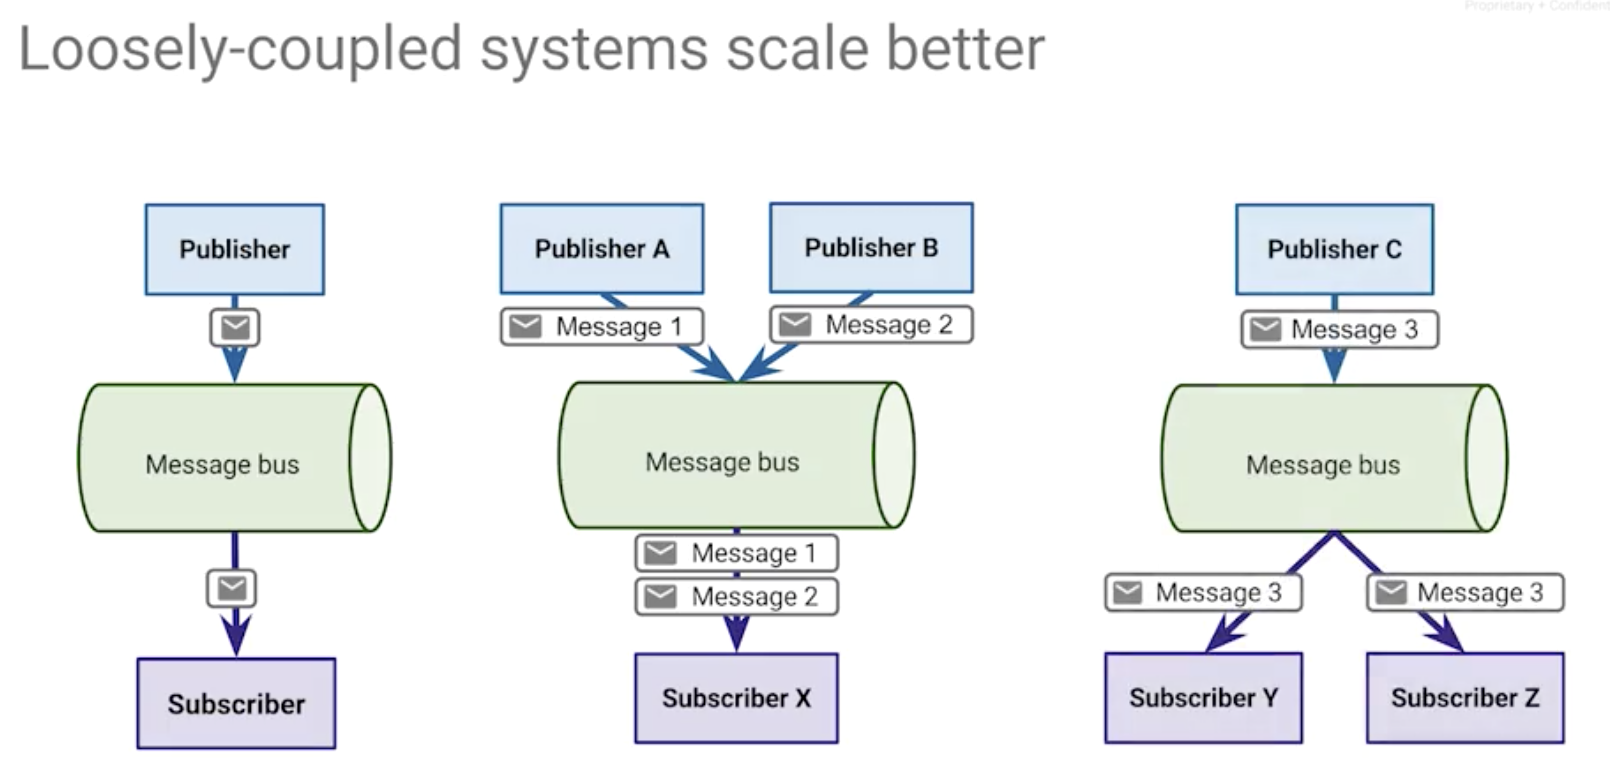 Proprietary + Confident
Loosely-coupled systems scale better
Publisher
Message bus
Subscriber
Publisher A
Publisher B
Message 1
Message 2
Message bus
Message 1
Message 2
Subscriber X
Publisher C
Message 3
Message bus
Message 3
Message 3
Subscriber Y
Subscriber Z